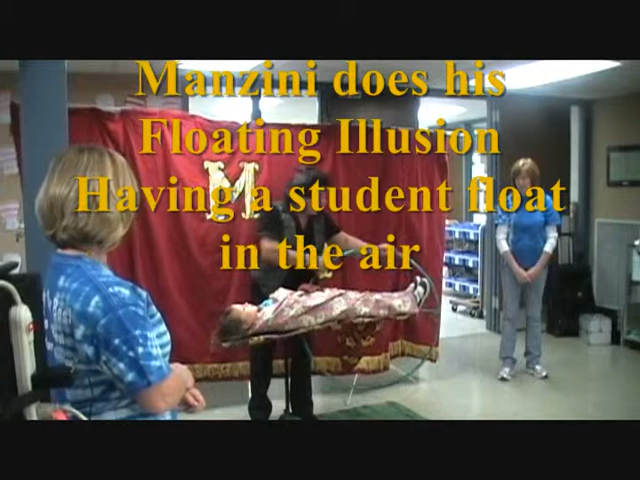 Manzini does his
Floating Illusion
Having a student float
in the air
M